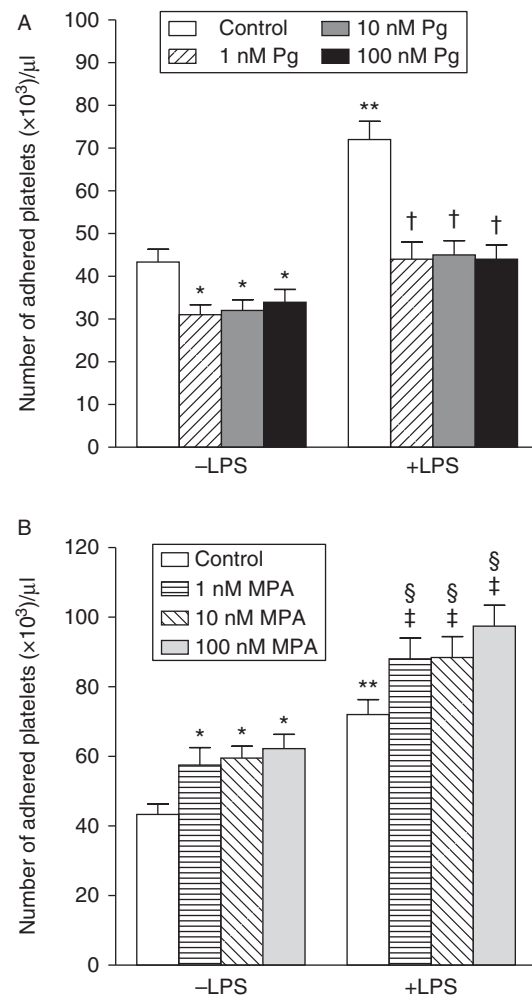 A
Number of adhered platelets (×10³)/µl
100
90
80
70
60
50
40
30
20
10
0
Control
10 nM Pg
1 nM Pg
100 nM Pg
* * *
** † † †
–LPS
+LPS
B
Number of adhered platelets (×10³)/µl
120
100
80
60
40
20
0
Control
1 nM MPA
10 nM MPA
100 nM MPA
* * *
§ § §
** ‡ ‡ ‡
–LPS
+LPS